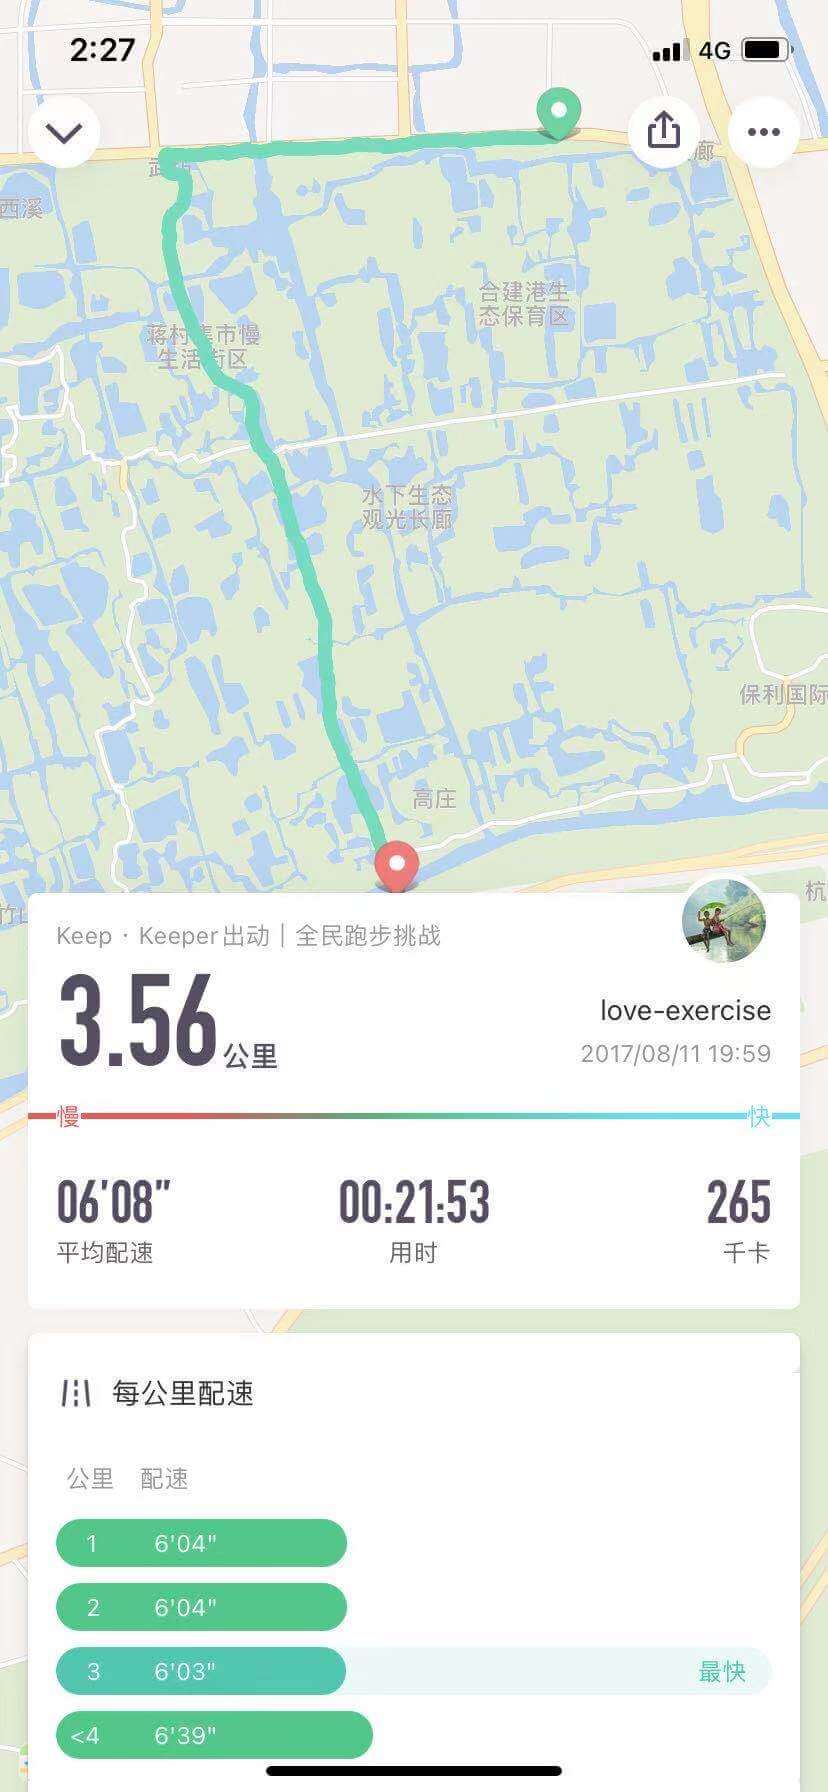 2:27
4G
廊
西溪
合建港生
态保育区
蒋村集市慢
生活街区
水下生态
观光长廊
保利国际
高庄
杭
Keep · Keeper出动 | 全民跑步挑战
3.56公里
love-exercise
2017/08/11 19:59
慢
快
06'08"
00:21:53
265
平均配速
用时
千卡
每公里配速
公里 配速
1 6'04"
2 6'04"
3 6'03" 最快
<4 6'39"